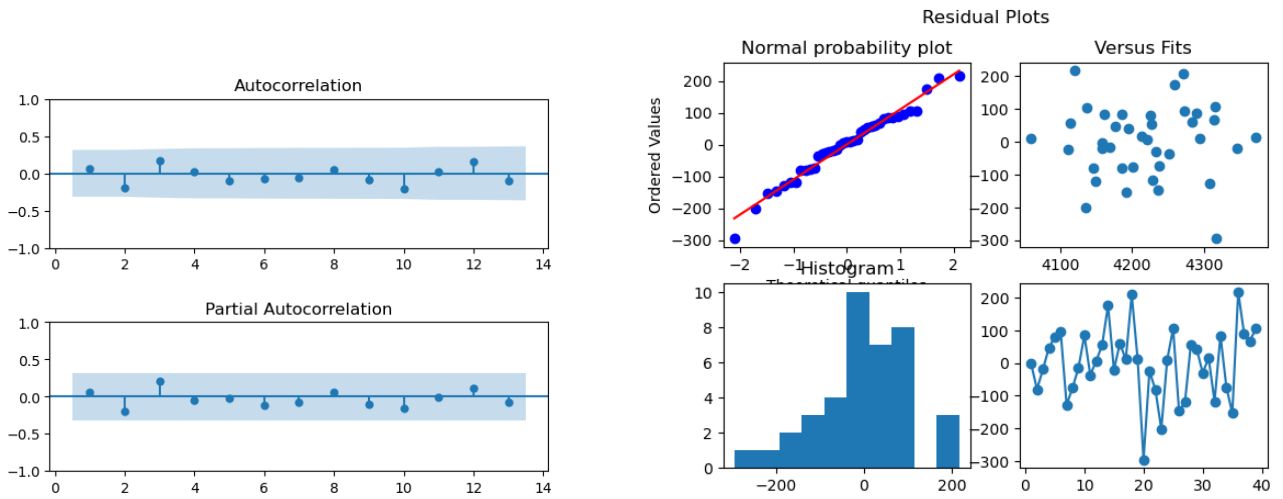 Autocorrelation
1.0
0.5
0.0
−0.5
−1.0
0 2 4 6 8 10 12 14
Partial Autocorrelation
1.0
0.5
0.0
−0.5
−1.0
0 2 4 6 8 10 12 14
Residual Plots
Normal probability plot
Ordered Values
200
100
0
−100
−200
−300
−2 −1 0 1 2
Theoretical quantiles
Versus Fits
200
100
0
−100
−200
−300
4100 4200 4300
Histogram
10
8
6
4
2
0
−200 0 200
200
100
0
−100
−200
−300
0 10 20 30 40